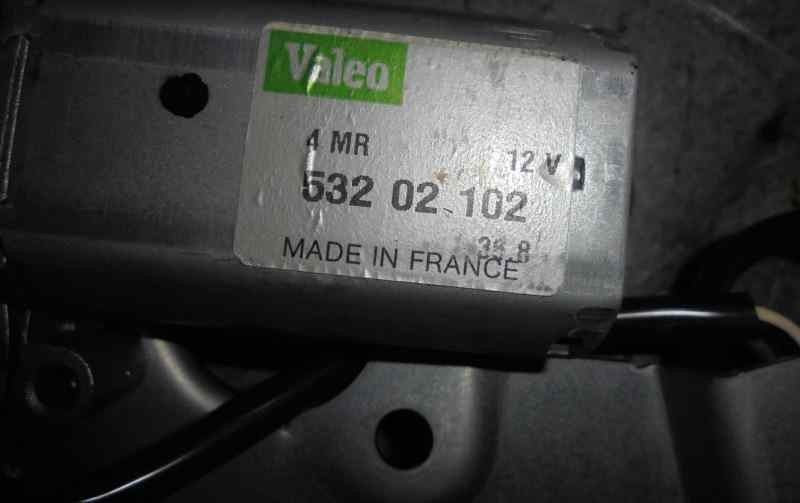 Valeo
4 MR 12 V
532 02 102
MADE IN FRANCE